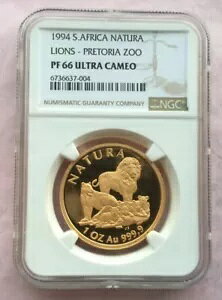 1994 S.AFRICA NATURA
LIONS - PRETORIA ZOO
PF 66 ULTRA CAMEO
6736637-004
NUMISMATIC GUARANTY COMPANY
NGC
NATURA
1 OZ Au 999.9